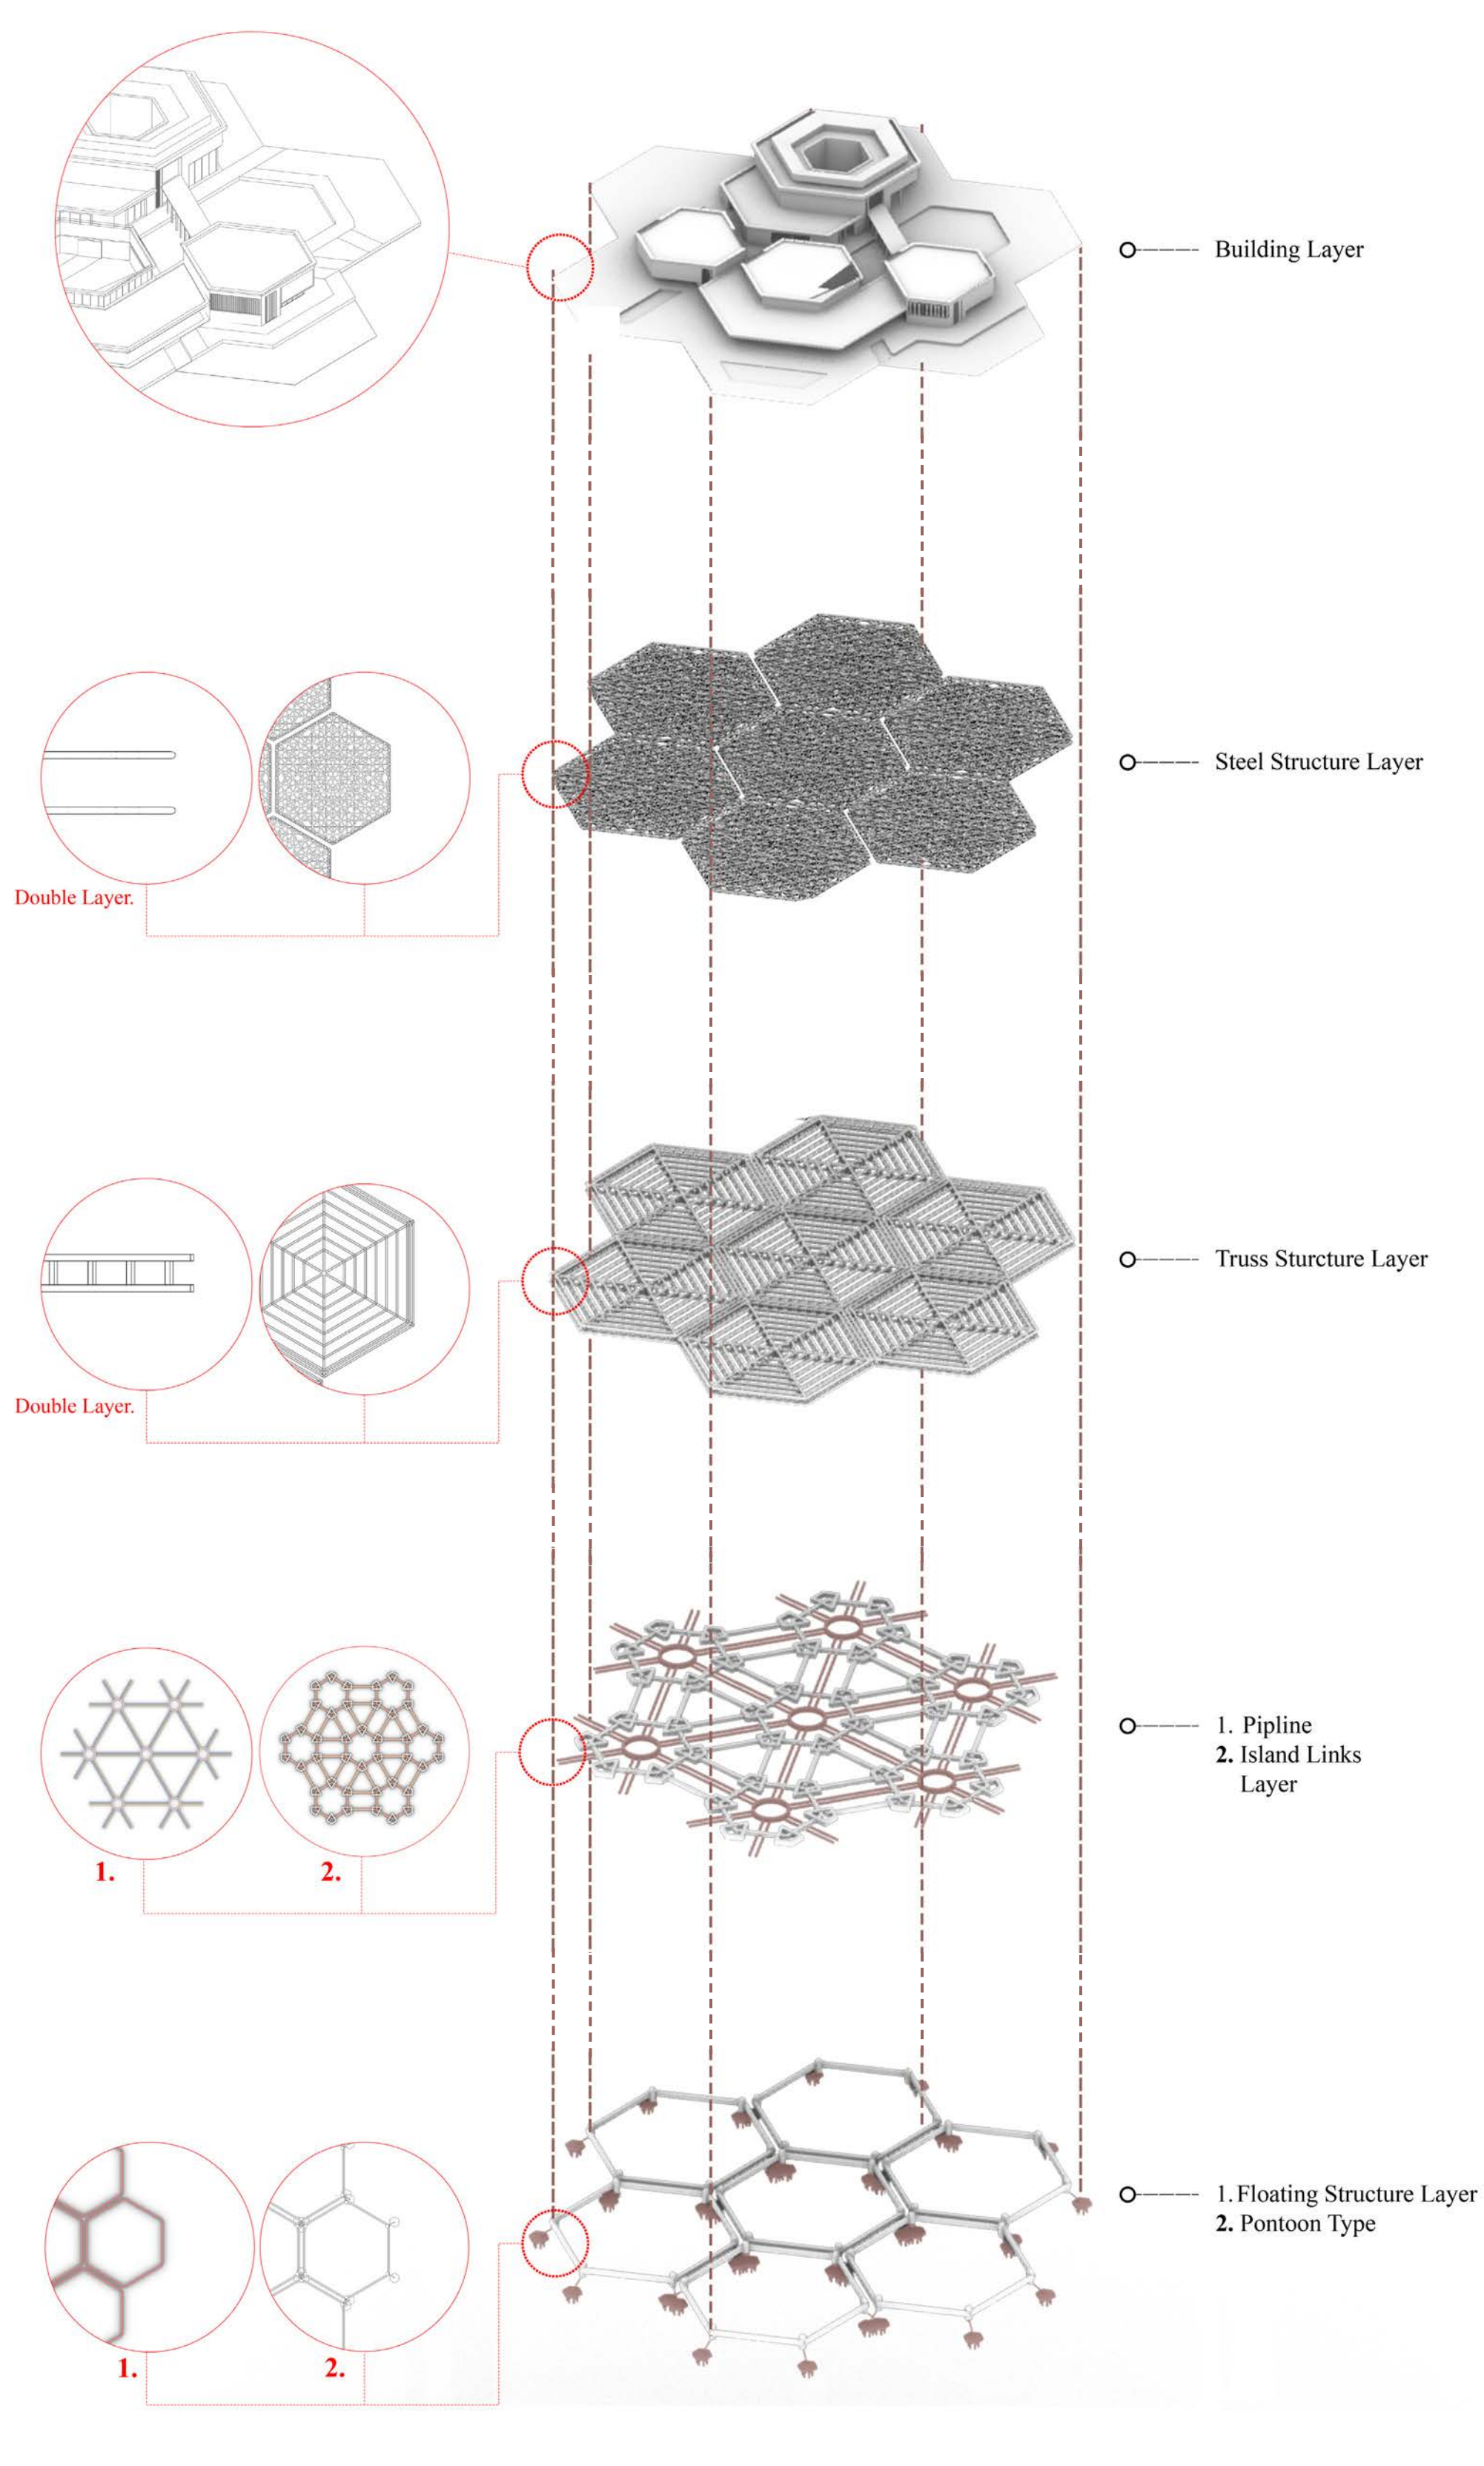 Building Layer
Steel Structure Layer
Double Layer.
Truss Sturcture Layer
Double Layer.
1. Pipline
2. Island Links
Layer
1.
2.
1. Floating Structure Layer
2. Pontoon Type
1.
2.